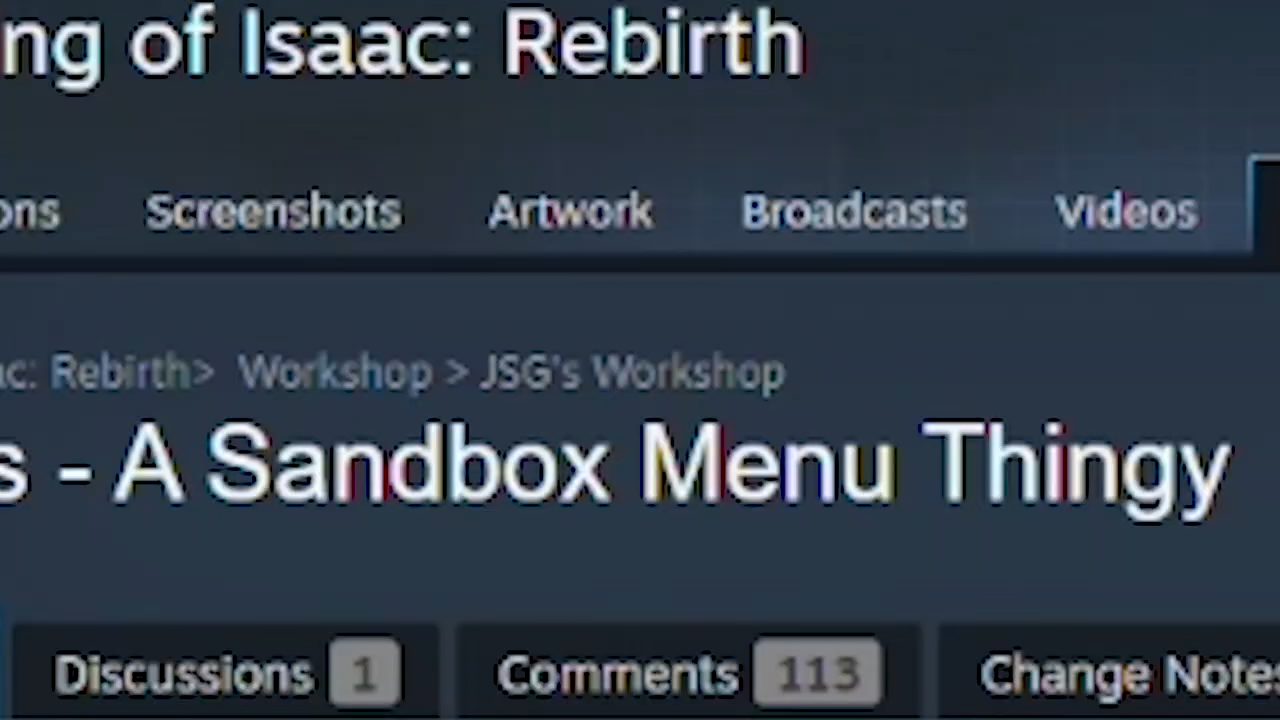 ng of Isaac: Rebirth
ons Screenshots Artwork Broadcasts Videos
ac: Rebirth> Workshop > JSG's Workshop
s - A Sandbox Menu Thingy
Discussions 1 Comments 113 Change Notes